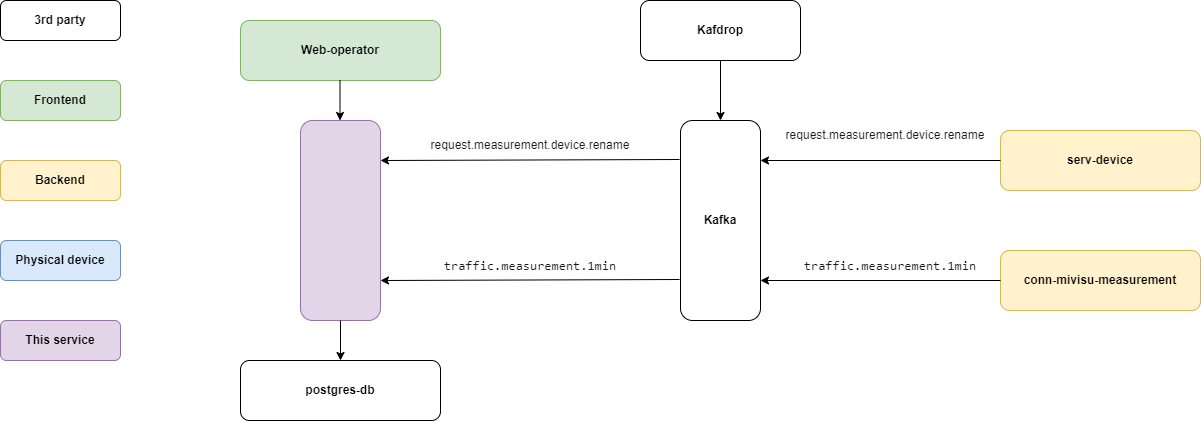 3rd party
Frontend
Backend
Physical device
This service
Web-operator
Kafdrop
request.measurement.device.rename
request.measurement.device.rename
serv-device
Kafka
traffic.measurement.1min
traffic.measurement.1min
conn-mivisu-measurement
postgres-db